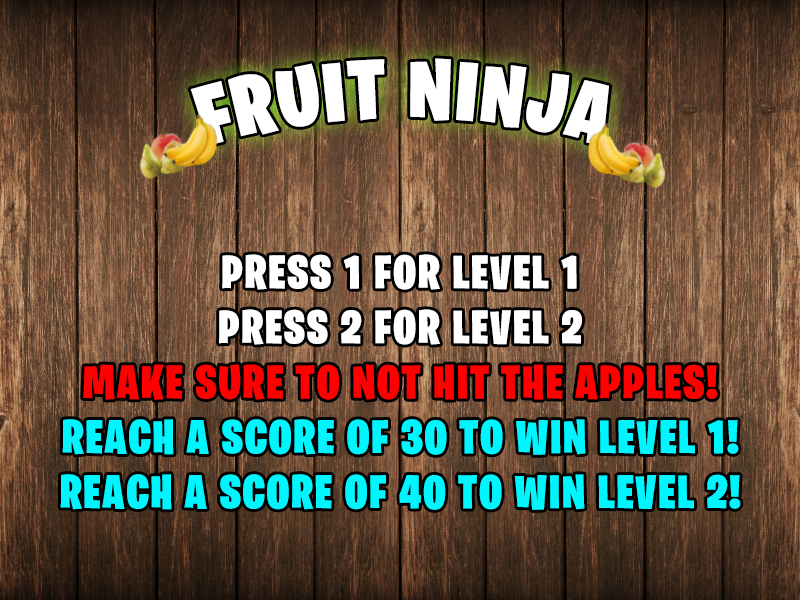 FRUIT NINJA
PRESS 1 FOR LEVEL 1
PRESS 2 FOR LEVEL 2
MAKE SURE TO NOT HIT THE APPLES!
REACH A SCORE OF 30 TO WIN LEVEL 1!
REACH A SCORE OF 40 TO WIN LEVEL 2!